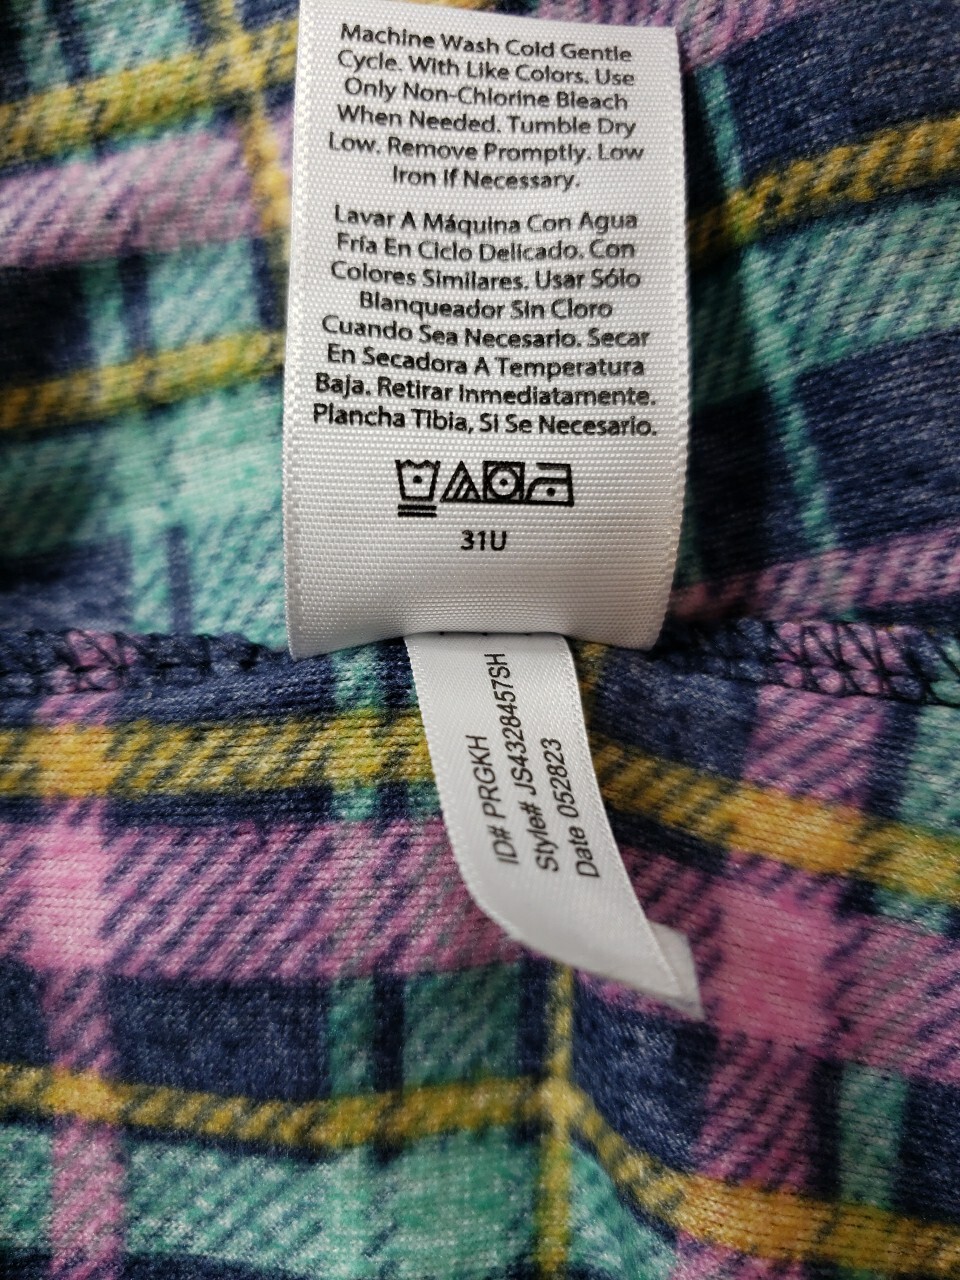 Machine Wash Cold Gentle
Cycle. With Like Colors. Use
Only Non-Chlorine Bleach
When Needed. Tumble Dry
Low. Remove Promptly. Low
Iron If Necessary.
Lavar A Máquina Con Agua
Fría En Ciclo Delicado. Con
Colores Similares. Usar Sólo
Blanqueador Sin Cloro
Cuando Sea Necesario. Secar
En Secadora A Temperatura
Baja. Retirar Inmediatamente.
Plancha Tibia, Si Se Necesario.
31U
ID# PRGKH
Style# JS4328457SH
Date 052823